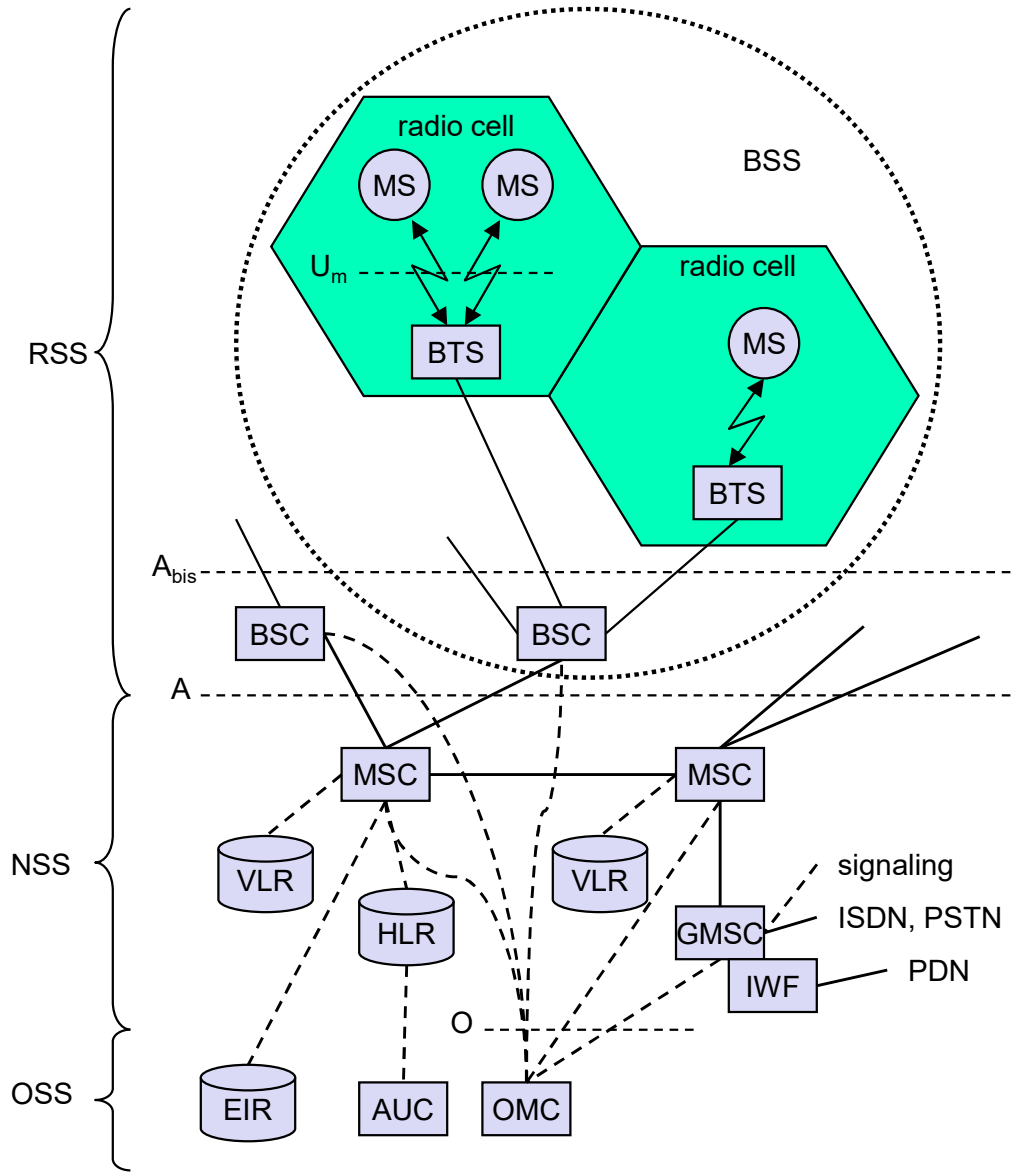 radio cell
BSS
MS
MS
radio cell
Um
MS
RSS
BTS
BTS
Abis
BSC
BSC
A
MSC
MSC
NSS
VLR
VLR
signaling
HLR
GMSC
ISDN, PSTN
IWF
PDN
O
OSS
EIR
AUC
OMC